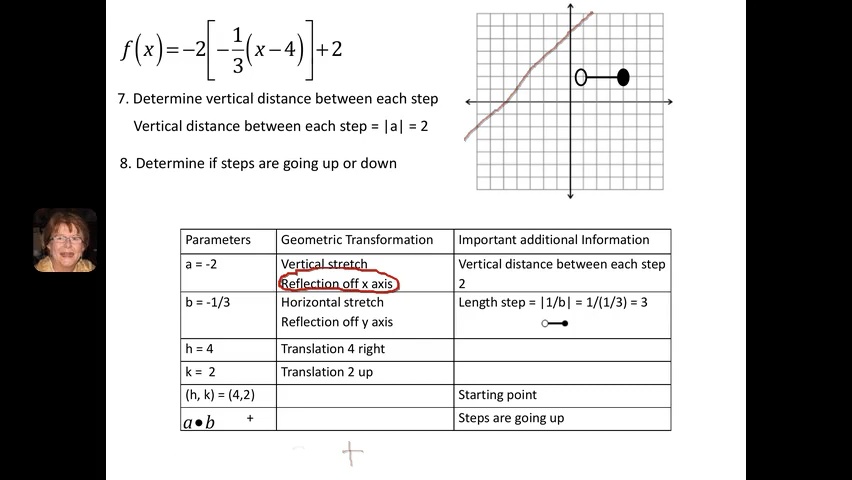 f(x)=-2[-1/3(x-4)]+2
7. Determine vertical distance between each step
Vertical distance between each step = |a| = 2
8. Determine if steps are going up or down
Parameters Geometric Transformation Important additional Information
a = -2 Vertical stretch Vertical distance between each step
Reflection off x axis 2
b = -1/3 Horizontal stretch Length step = |1/b| = 1/(1/3) = 3
Reflection off y axis
h = 4 Translation 4 right
k = 2 Translation 2 up
(h, k) = (4,2) Starting point
a•b + Steps are going up
+